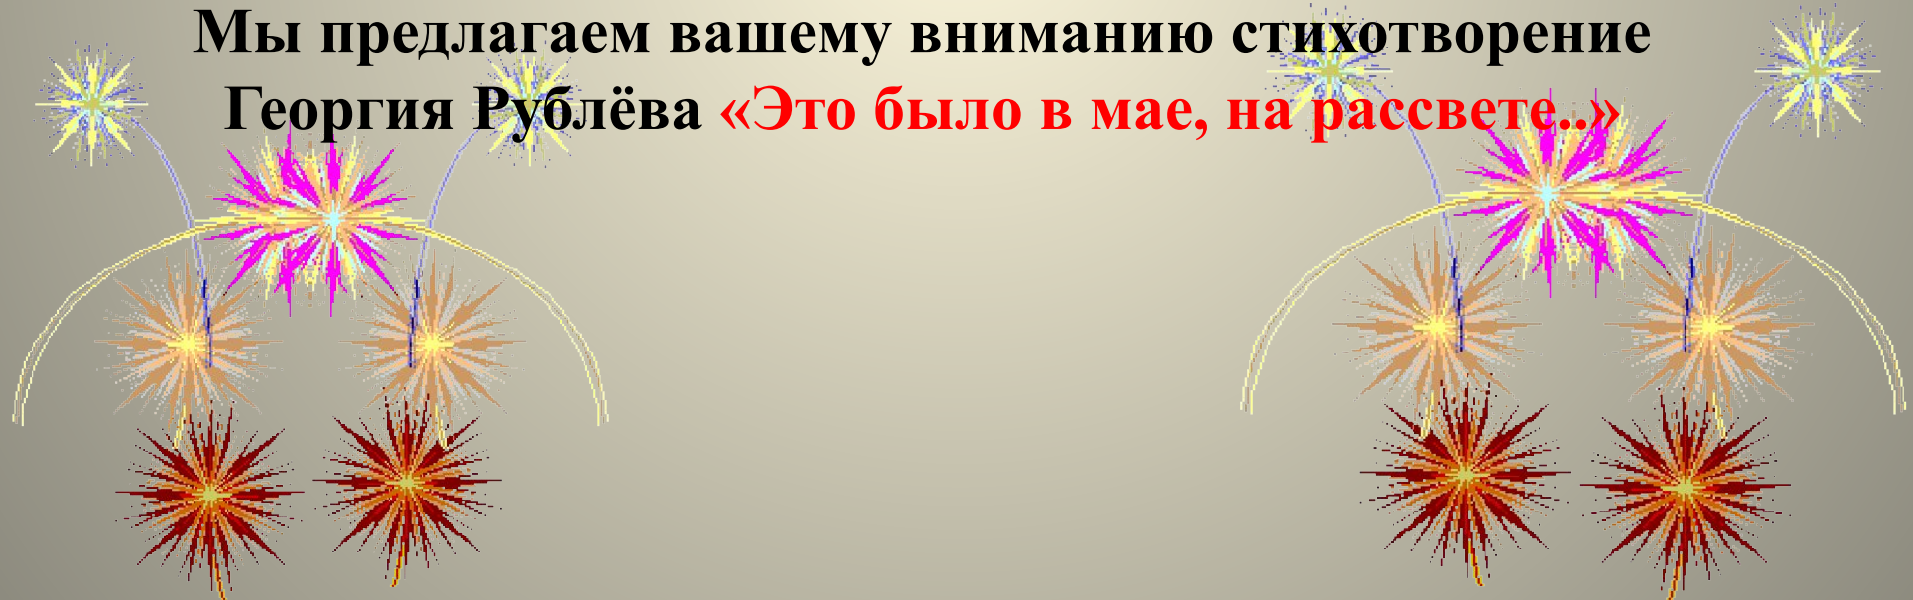 Мы предлагаем вашему вниманию стихотворение
Георгия Рублёва «Это было в мае, на рассвете..»